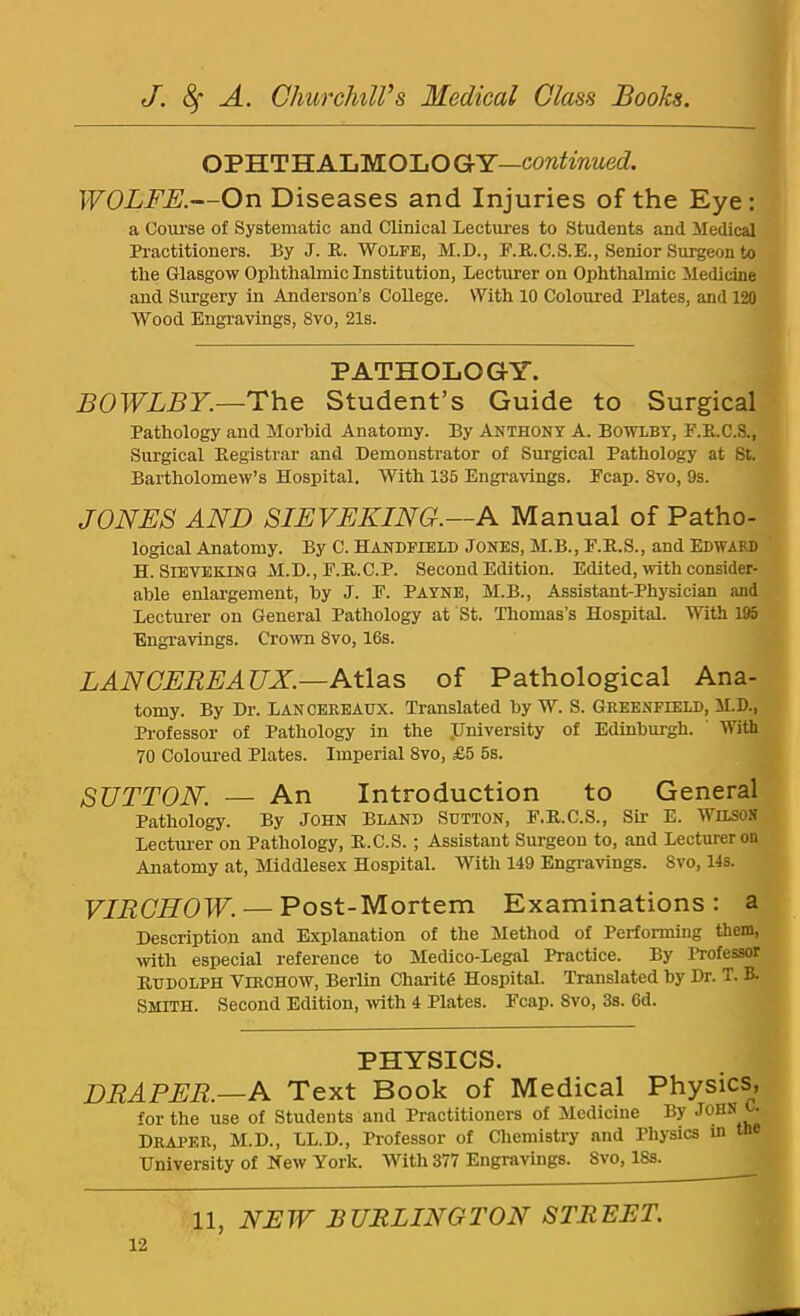 J. & A. Churchill's Medical Class Books.
OPHTHALMOLOGY—continued.
WOLFE.--On Diseases and Injuries of the Eye:
a Course of Systematic and Clinical Lectures to Students and Medical
Practitioners. By J. R. WOLFE, M.D., F.R.C.S.E., Senior Surgeon to
the Glasgow Ophthalmic Institution, Lecturer on Ophthalmic Medicine
and Surgery in Anderson's College. With 10 Coloured Plates, and 120
Wood Engravings, 8vo, 21s.
PATHOLOGY.
BOWLBY.—The Student's Guide to Surgical
Pathology and Morbid Anatomy. By ANTHONY A. BOWLBY, F.R.C.S.,
Surgical Registrar and Demonstrator of Surgical Pathology at St.
Bartholomew's Hospital. With 135 Engravings. Fcap. 8vo, 9s.
JONES AND SIEVEKING.—A Manual of Patho-
logical Anatomy. By C. HANDFIELD JONES, M.B., F.R.S., and EDWARD
H. SIEVEKING M.D., F.R.C.P. Second Edition. Edited, with consider-
able enlargement, by J. F. PAYNE, M.B., Assistant-Physician and
Lecturer on General Pathology at St. Thomas's Hospital. With 195
Engravings. Crown 8vo, 16s.
LANCEREAUX.—Atlas of Pathological Ana-
tomy. By Dr. LANCEREAUX. Translated by W. S. GREENFIELD, M.D.,
Professor of Pathology in the University of Edinburgh. With
70 Coloured Plates. Imperial 8vo, £5 5s.
SUTTON. — An Introduction to General
Pathology. By JOHN BLAND SUTTON, F.R.C.S., Sir E. WILSON
Lecturer on Pathology, R.C.S.; Assistant Surgeon to, and Lecturer on
Anatomy at, Middlesex Hospital. With 149 Engravings. 8vo, 14s.
VIRCHOW. — Post-Mortem Examinations: a
Description and Explanation of the Method of Performing them,
with especial reference to Medico-Legal Practice. By Professor
RUDOLPH VIRCHOW, Berlin Charité Hospital. Translated by Dr. T. B.
SMITH. Second Edition, with 4 Plates. Fcap. 8vo, 3s. 6d.
PHYSICS.
DRAPER.—A Text Book of Medical Physics,
for the use of Students and Practitioners of Medicine By JOHN C.
DRAPER, M.D., LL.D., Professor of Chemistry and Physics in the
University of New York. With 377 Engravings. 8vo, 18s.
11, NEW BURLINGTON STREET.
12